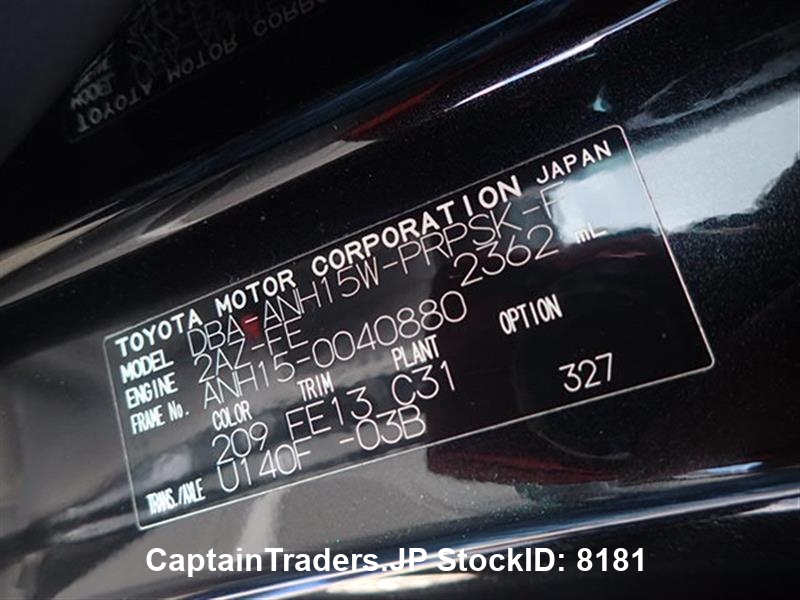 TOYOTA MOTOR CORPORATION JAPAN
MODEL DBA-ANH15W-PRPSK-F
ENGINE 2AZ-FE 2362 mL
FRAME No. ANH15-0040880
COLOR TRIM PLANT OPTION
209 FE13 C31 327
TRANS./AXLE U140F -03B
CaptainTraders.JP StockID: 8181